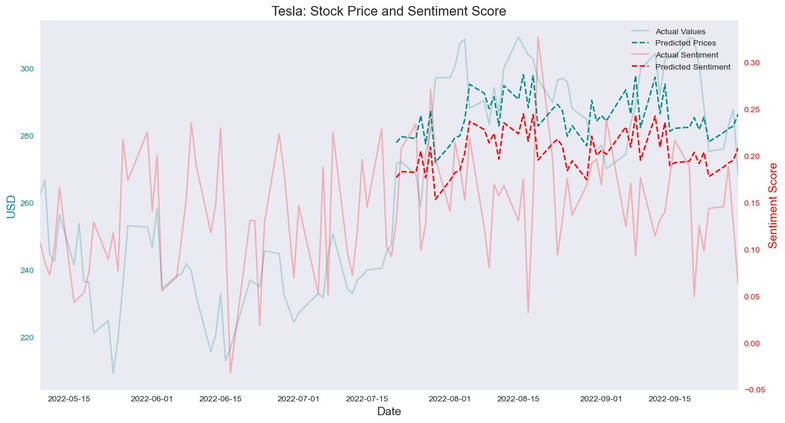 Tesla: Stock Price and Sentiment Score
Actual Values
Predicted Prices
Actual Sentiment
Predicted Sentiment
USD
300
280
260
240
220
0.30
0.25
0.20
0.15
0.10
0.05
0.00
−0.05
Sentiment Score
2022-05-15
2022-06-01
2022-06-15
2022-07-01
2022-07-15
2022-08-01
2022-08-15
2022-09-01
2022-09-15
Date